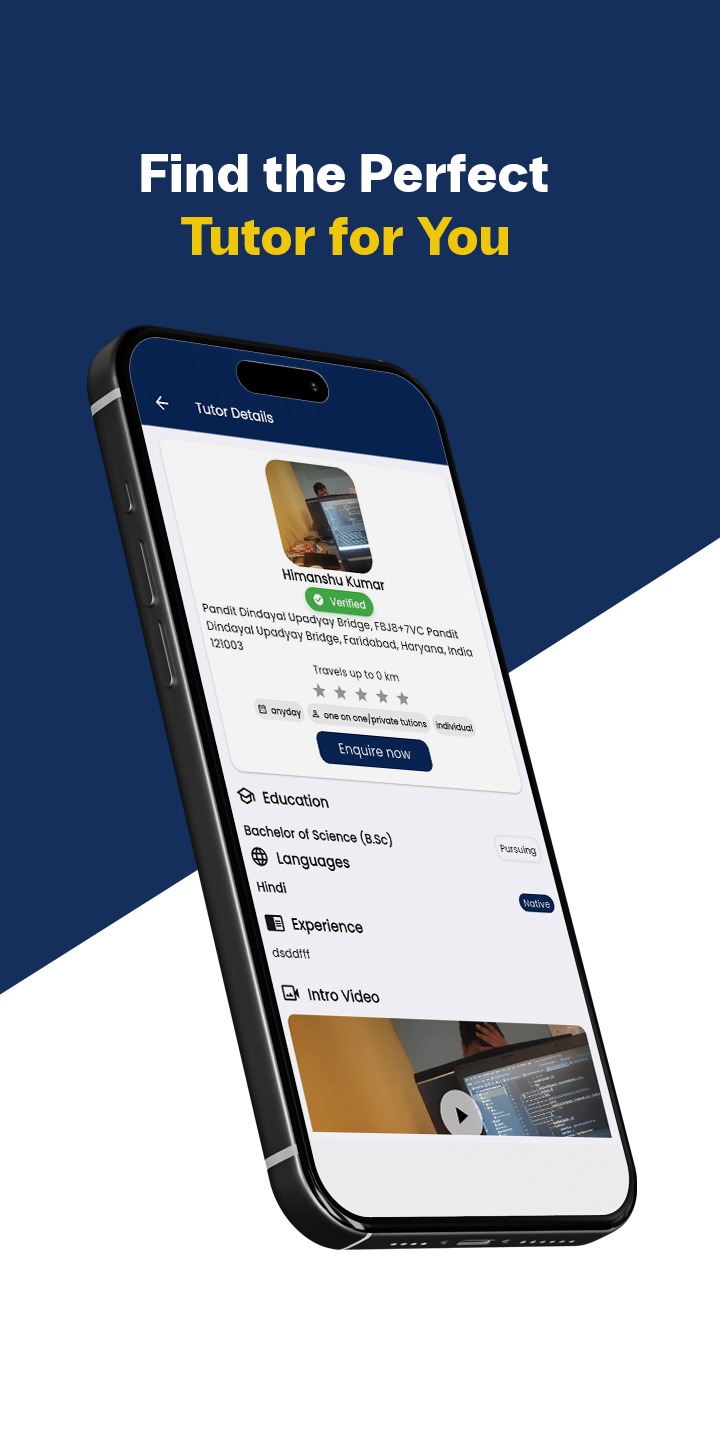 Find the Perfect
Tutor for You
Tutor Details
Himanshu Kumar
Verified
Pandit Dindayal Upadyay Bridge, F8J8+7VC Pandit
Dindayal Upadyay Bridge, Faridabad, Haryana, India
121003
Travels up to 0 km
anyday one on one/private tutions individual
Enquire now
Education
Bachelor of Science (B.Sc) Pursuing
Languages
Hindi Native
Experience
dsddfff
Intro Video